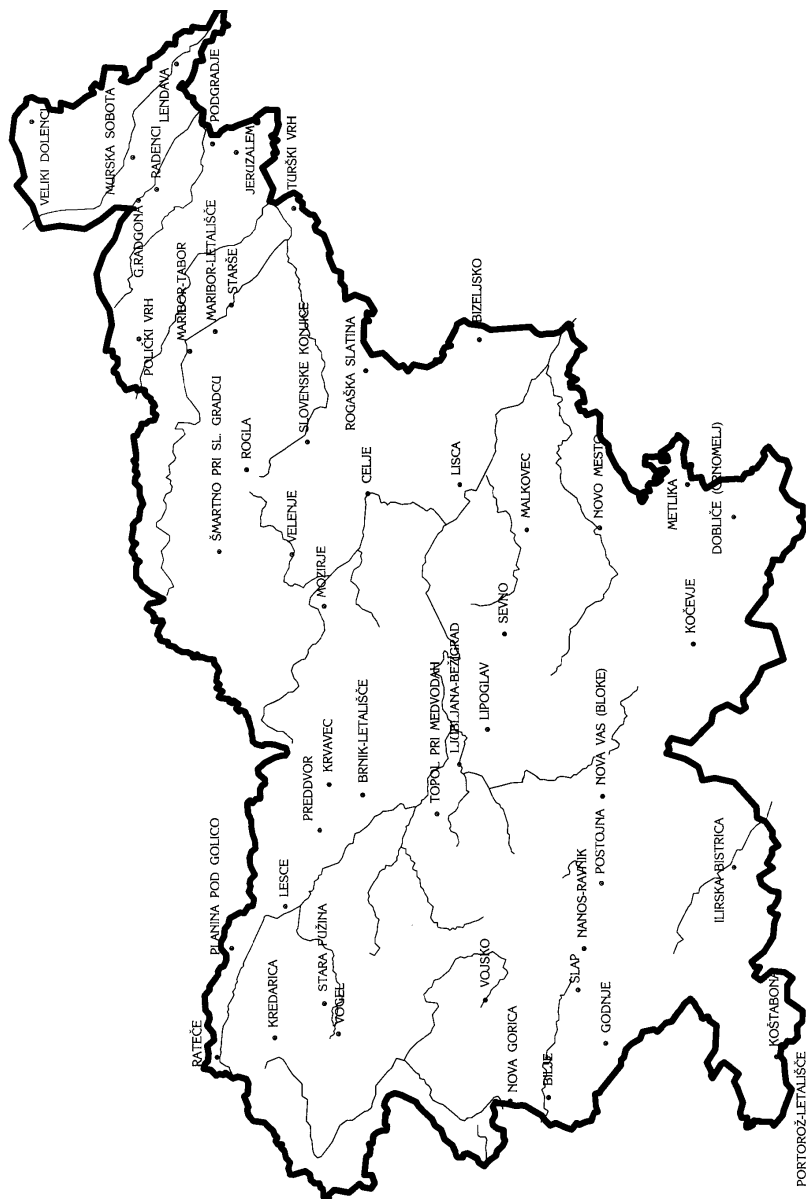 VELIKI DOLENCI
MURSKA SOBOTA
LENDAVA
RADENCI
PODGRADJE
G.RADGONA
JERUZALEM
TURŠKI VRH
POLIČKI VRH
MARIBOR-TABOR
MARIBOR-LETALIŠČE
STARŠE
ŠMARTNO PRI SL. GRADCU
ROGLA
SLOVENSKE KONJICE
ROGAŠKA SLATINA
BIZELJSKO
VELENJE
CELJE
MOZIRJE
LISCA
MALKOVEC
NOVO MESTO
METLIKA
DOBLIČE (ČRNOMELJ)
SEVNO
KOČEVJE
PREDDVOR
KRVAVEC
BRNIK-LETALIŠČE
TOPOL PRI MEDVODAH
LJUBLJANA-BEŽIGRAD
LIPOGLAV
NOVA VAS (BLOKE)
PLANINA POD GOLICO
LESCE
POSTOJNA
NANOS-RAVNIK
ILIRSKA BISTRICA
RATEČE
KREDARICA
STARA FUŽINA
VOGEL
VOJSKO
SLAP
GODNJE
NOVA GORICA
BILJE
KOŠTABONA
PORTOROŽ-LETALIŠČE